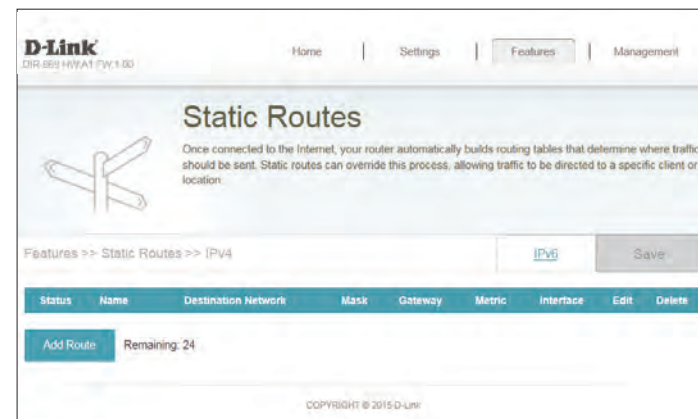 D-Link
DIR-869 HW:A1 FW:1.00
Home | Settings | Features | Management
Static Routes
Once connected to the Internet, your router automatically builds routing tables that determine where traffic
should be sent. Static routes can override this process, allowing traffic to be directed to a specific client or
location.
Features >> Static Routes >> IPv4
IPv6
Save
Status Name Destination Network Mask Gateway Metric Interface Edit Delete
Add Route Remaining: 24
COPYRIGHT © 2015 D-Link